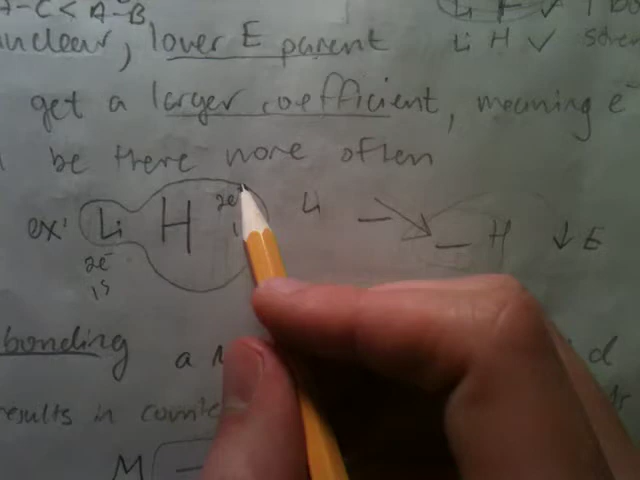 A-C < A-B
unclear, lower E parent
Li H ✓
get a larger coefficient, meaning e⁻
be there more often
ex: Li H 2e⁻ Li — → — H ↓ E
2e⁻
1s
bonding a
results in
M —